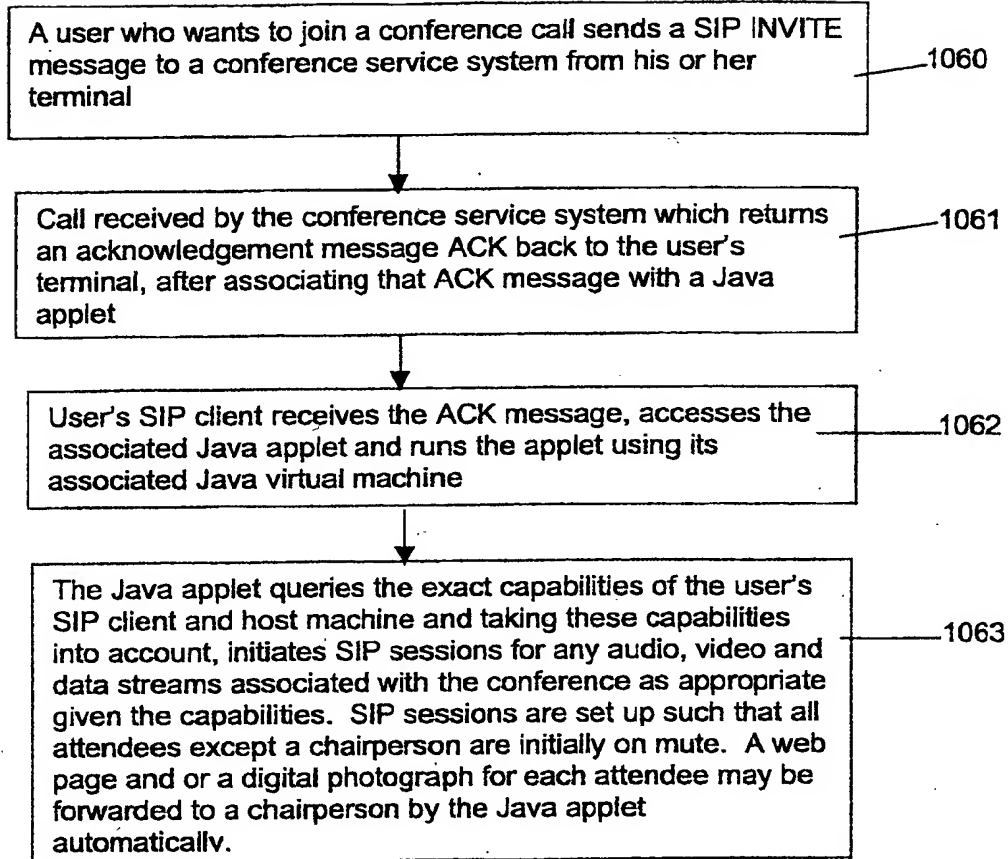 A user who wants to join a conference call sends a SIP INVITE
message to a conference service system from his or her
terminal
1060
Call received by the conference service system which returns
an acknowledgement message ACK back to the user's
terminal, after associating that ACK message with a Java
applet
1061
User's SIP client receives the ACK message, accesses the
associated Java applet and runs the applet using its
associated Java virtual machine
1062
The Java applet queries the exact capabilities of the user's
SIP client and host machine and taking these capabilities
into account, initiates SIP sessions for any audio, video and
data streams associated with the conference as appropriate
given the capabilities. SIP sessions are set up such that all
attendees except a chairperson are initially on mute. A web
page and or a digital photograph for each attendee may be
forwarded to a chairperson by the Java applet
automatically.
1063